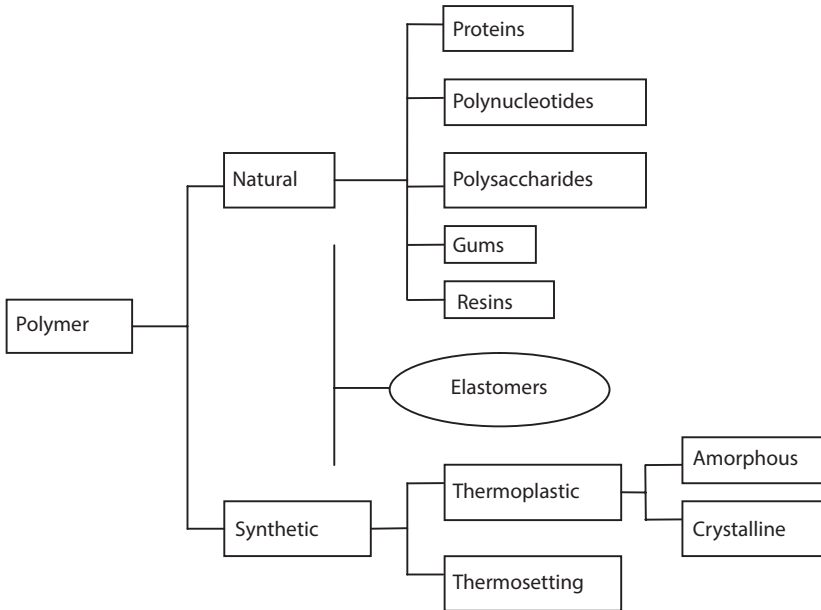 Proteins
Polynucleotides
Natural
Polysaccharides
Gums
Resins
Polymer
Elastomers
Amorphous
Thermoplastic
Synthetic
Crystalline
Thermosetting